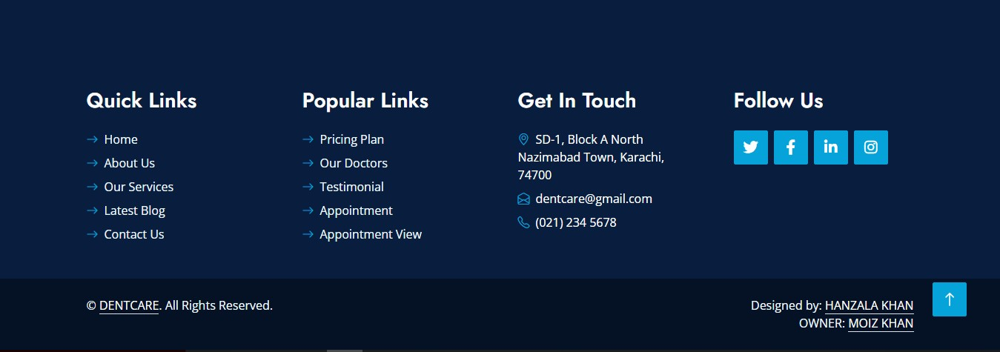 Quick Links
Home
About Us
Our Services
Latest Blog
Contact Us
Popular Links
Pricing Plan
Our Doctors
Testimonial
Appointment
Appointment View
Get In Touch
SD-1, Block A North
Nazimabad Town, Karachi,
74700
dentcare@gmail.com
(021) 234 5678
Follow Us
© DENTCARE. All Rights Reserved.
Designed by: HANZALA KHAN
OWNER: MOIZ KHAN